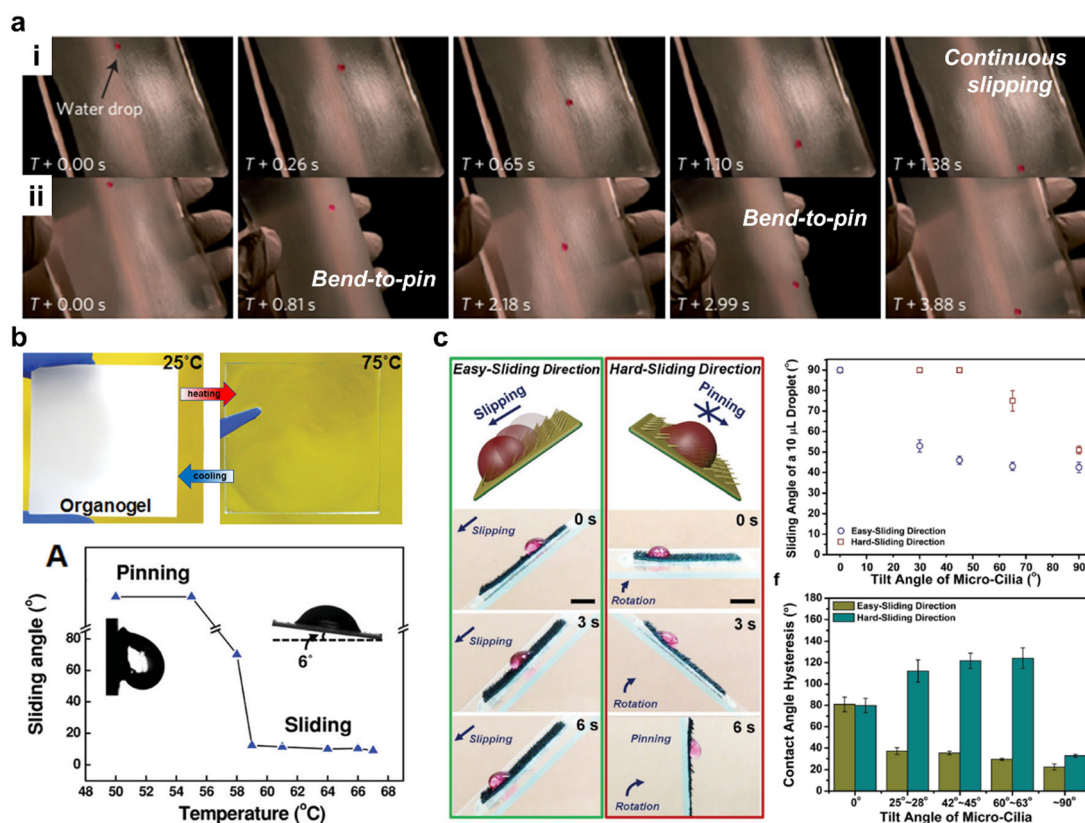 a
i
Water drop
Continuous
slipping
T + 0.00 s
T + 0.26 s
T + 0.65 s
T + 1.10 s
T + 1.38 s
ii
Bend-to-pin
Bend-to-pin
T + 0.00 s
T + 0.81 s
T + 2.18 s
T + 2.99 s
T + 3.88 s
b
25°C
75°C
heating
cooling
Organogel
A
Pinning
6°
Sliding
Sliding angle (°)
80
60
40
20
0
50 52 54 56 58 60 62 64 66 68
Temperature (°C)
c
Easy-Sliding Direction
Slipping
Slipping
0 s
Slipping
3 s
Slipping
6 s
Hard-Sliding Direction
Pinning
0 s
Rotation
3 s
Rotation
6 s
Pinning
Rotation
Sliding Angle of a 10 μL Droplet (°)
90
80
70
60
50
40
30
20
10
0
Easy-Sliding Direction
Hard-Sliding Direction
0 10 20 30 40 50 60 70 80 90
Tilt Angle of Micro-Cilia (°)
f
Contact Angle Hysteresis (°)
180
160
140
120
100
80
60
40
20
0
Easy-Sliding Direction
Hard-Sliding Direction
0° 25°~28° 42°~45° 60°~63° ~90°
Tilt Angle of Micro-Cilia